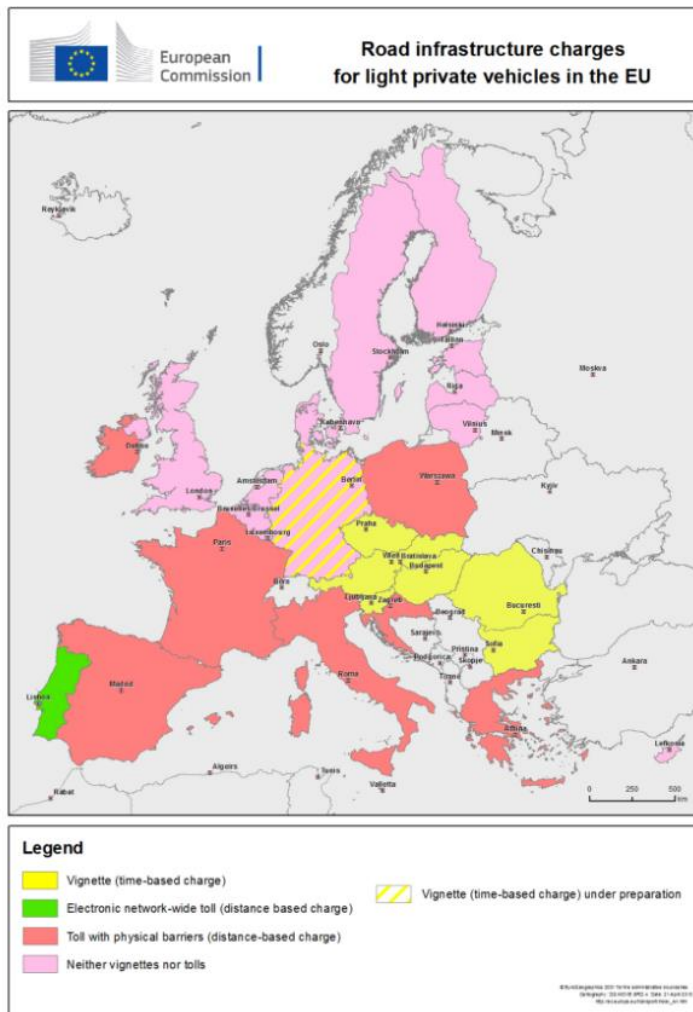 European
Commission
Road infrastructure charges
for light private vehicles in the EU
Reykjavik
Oslo
Helsinki
Tallinn
Stockholm
Moskva
Riga
København
Vilnius
Minsk
Dublin
Amsterdam
Berlin
Warszawa
London
Kyiv
Luxembourg
Praha
Paris
Wien
Bratislava
Budapest
Chisinau
Bern
Ljubljana
Zagreb
Bucuresti
Beograd
Sarajevo
Sofia
Pristina
Podgorica
Skopje
Roma
Tirana
Ankara
Madrid
Lisboa
Athina
Lefkosia
Algiers
Tunis
Valletta
Rabat
0 250 500
km
Legend
Vignette (time-based charge)
Vignette (time-based charge) under preparation
Electronic network-wide toll (distance based charge)
Toll with physical barriers (distance-based charge)
Neither vignettes nor tolls